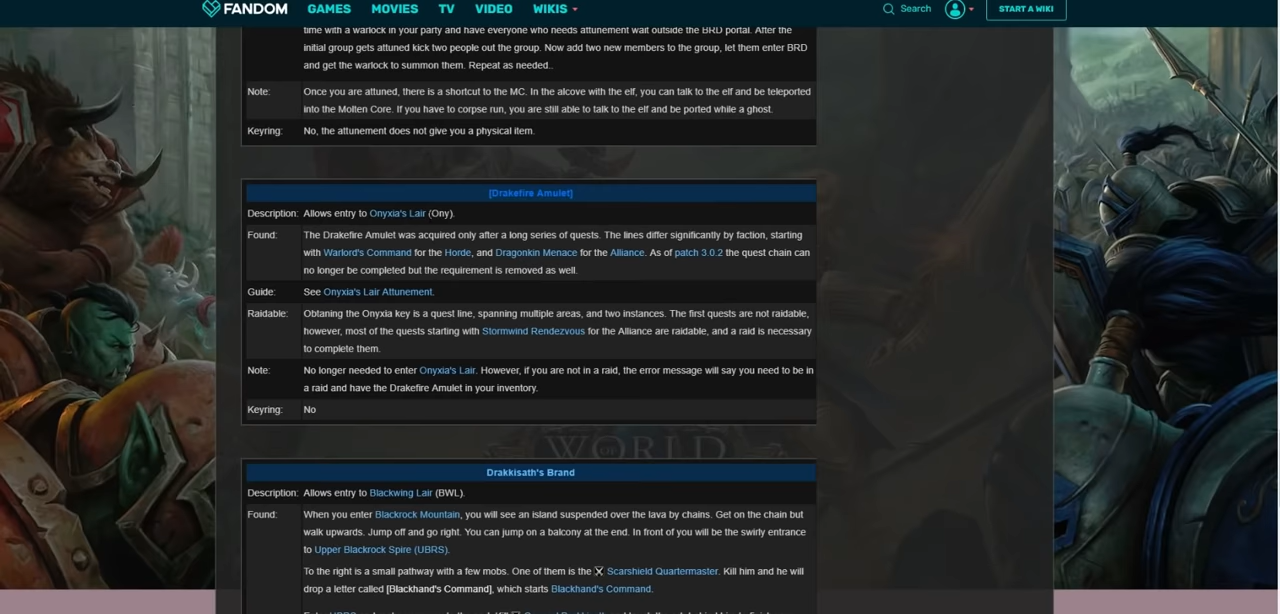 FANDOM GAMES MOVIES TV VIDEO WIKIS Search START A WIKI
time with a warlock in your party and have everyone who needs attunement wait outside the BRD portal. After the
initial group gets attuned kick two people out the group. Now add two new members to the group, let them enter BRD
and get the warlock to summon them. Repeat as needed..
Note: Once you are attuned, there is a shortcut to the MC. In the alcove with the elf, you can talk to the elf and be teleported
into the Molten Core. If you have to corpse run, you are still able to talk to the elf and be ported while a ghost.
Keyring: No, the attunement does not give you a physical item.
[Drakefire Amulet]
Description: Allows entry to Onyxia's Lair (Ony).
Found: The Drakefire Amulet was acquired only after a long series of quests. The lines differ significantly by faction, starting
with Warlord's Command for the Horde, and Dragonkin Menace for the Alliance. As of patch 3.0.2 the quest chain can
no longer be completed but the requirement is removed as well.
Guide: See Onyxia's Lair Attunement.
Raidable: Obtaning the Onyxia key is a quest line, spanning multiple areas, and two instances. The first quests are not raidable,
however, most of the quests starting with Stormwind Rendezvous for the Alliance are raidable, and a raid is necessary
to complete them.
Note: No longer needed to enter Onyxia's Lair. However, if you are not in a raid, the error message will say you need to be in
a raid and have the Drakefire Amulet in your inventory.
Keyring: No
WORLD
OF
Drakkisath's Brand
Description: Allows entry to Blackwing Lair (BWL).
Found: When you enter Blackrock Mountain, you will see an island suspended over the lava by chains. Get on the chain but
walk upwards. Jump off and go right. You can jump on a balcony at the end. In front of you will be the swirly entrance
to Upper Blackrock Spire (UBRS).
To the right is a small pathway with a few mobs. One of them is the Scarshield Quartermaster. Kill him and he will
drop a letter called [Blackhand's Command], which starts Blackhand's Command.